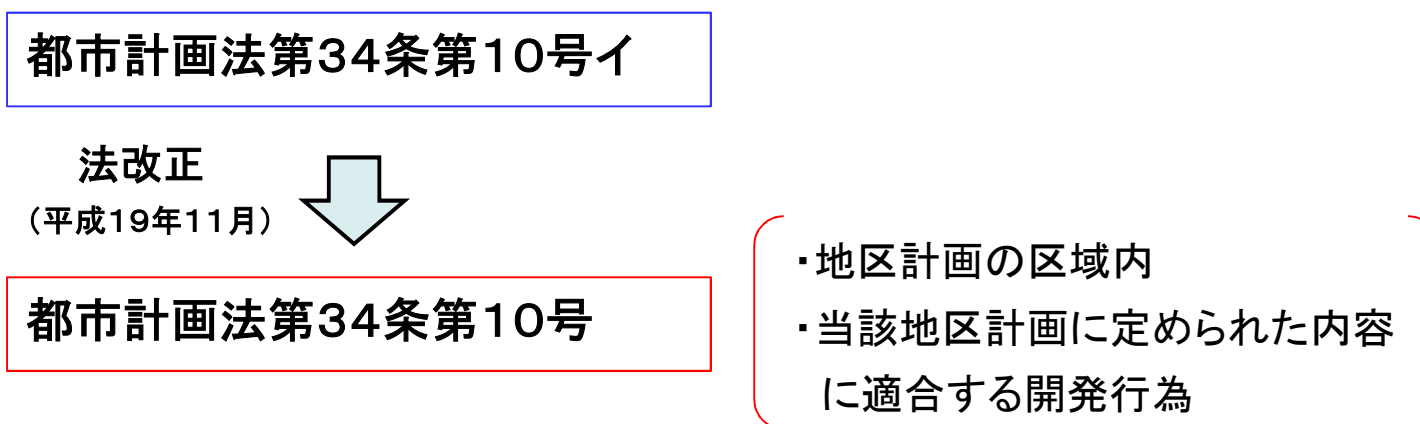 都市計画法第34条第10号イ
法改正
（平成19年11月）
都市計画法第34条第10号
・地区計画の区域内
・当該地区計画に定められた内容
に適合する開発行為